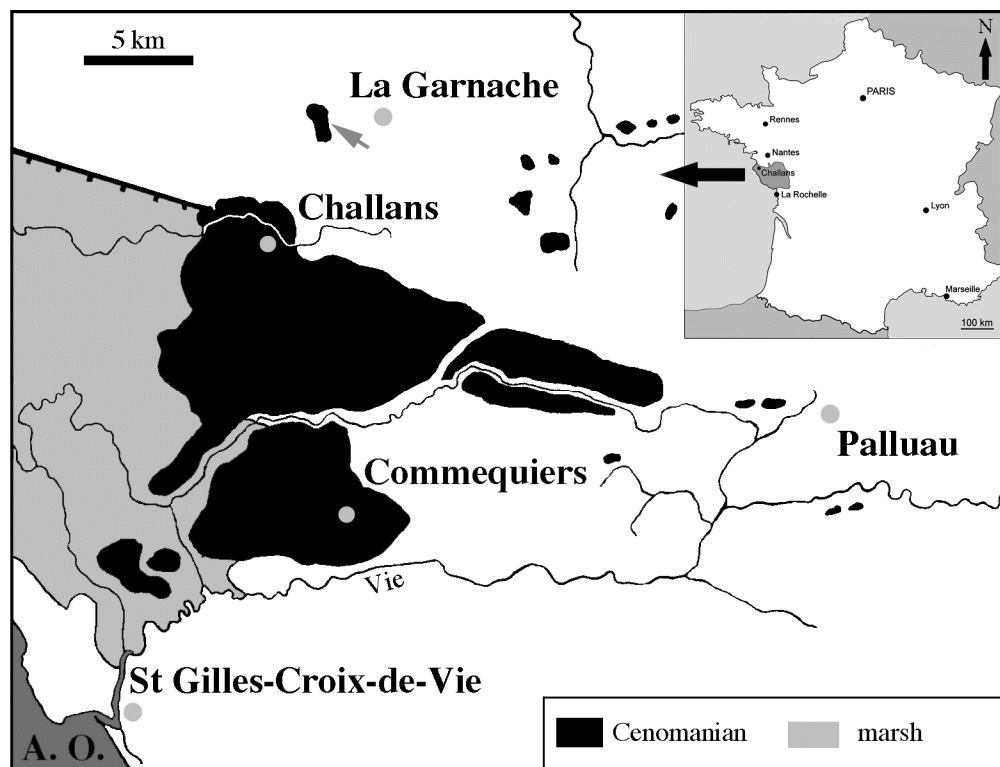 5 km
La Garnache
Challans
Commequiers
Palluau
Vie
St Gilles-Croix-de-Vie
A. O.
Cenomanian
marsh
N
PARIS
Rennes
Nantes
Challans
La Rochelle
Lyon
Marseille
100 km